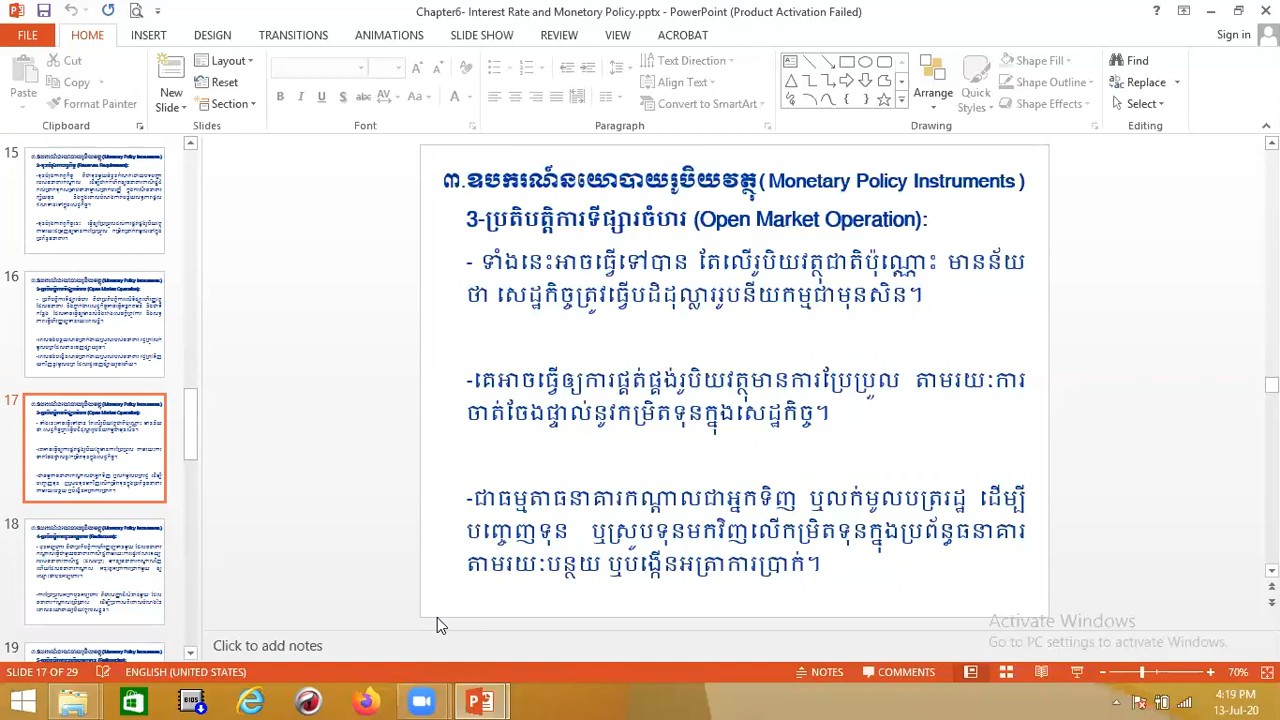 Chapter6- Interest Rate and Monetary Policy.pptx - PowerPoint (Product Activation Failed)
FILE HOME INSERT DESIGN TRANSITIONS ANIMATIONS SLIDE SHOW REVIEW VIEW ACROBAT Sign in
Paste Cut Copy Format Painter
Clipboard
New Slide Layout Reset Section
Slides
Font
Text Direction Align Text Convert to SmartArt
Paragraph
Arrange Quick Styles Shape Fill Shape Outline Shape Effects
Drawing
Find Replace Select
Editing
15
16
17
18
19
៣.ឧបករណ៍នយោបាយរូបិយវត្ថុ(Monetary Policy Instruments )
3-ប្រតិបត្តិការទីផ្សារចំហារ (Open Market Operation):
- ទាំងនេះអាចធ្វើទៅបាន តែលើរូបិយវត្ថុជាតិប៉ុណ្ណោះ មានន័យ
ថា សេដ្ឋកិច្ចត្រូវធ្វើបដិដុល្លាររូបនីយកម្មជាមុនសិន។
-គេអាចធ្វើឲ្យការផ្គត់ផ្គង់រូបិយវត្ថុមានការប្រែប្រួល តាមរយៈការ
ចាត់ចែងផ្ទាល់នូវកម្រិតទុនក្នុងសេដ្ឋកិច្ច។
-ជាធម្មតាធនាគារកណ្តាលជាអ្នកទិញ ឬលក់មូលបត្ររដ្ឋ ដើម្បី
បញ្ចេញទុន ឬស្រូបទុនមកវិញលើកម្រិតទុនក្នុងប្រព័ន្ធធនាគារ
តាមរយៈបន្ថយ ឬបង្កើនអត្រាការប្រាក់។
Activate Windows
Go to PC settings to activate Windows.
Click to add notes
SLIDE 17 OF 29 ENGLISH (UNITED STATES) NOTES COMMENTS 70%
BIOS
4:19 PM
13-Jul-20